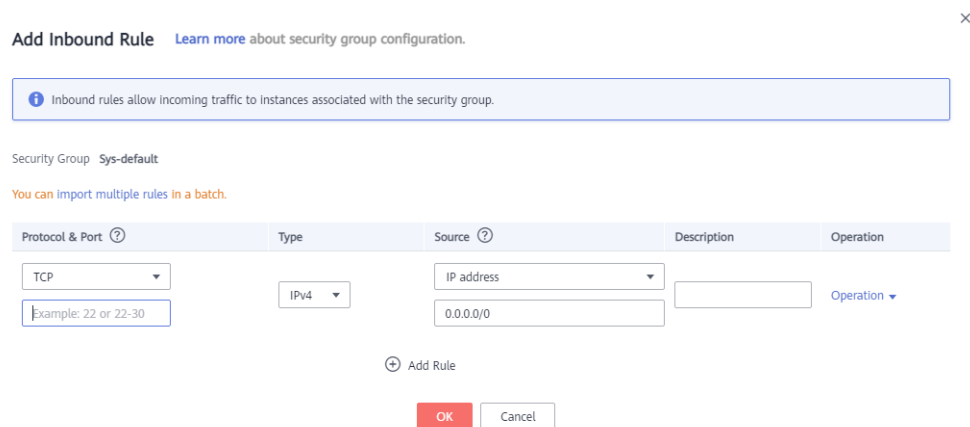 Add Inbound Rule Learn more about security group configuration.
Inbound rules allow incoming traffic to instances associated with the security group.
Security Group Sys-default
You can import multiple rules in a batch.
Protocol & Port Type Source Description Operation
TCP IPv4 IP address Operation
Example: 22 or 22-30 0.0.0.0/0
Add Rule
OK Cancel